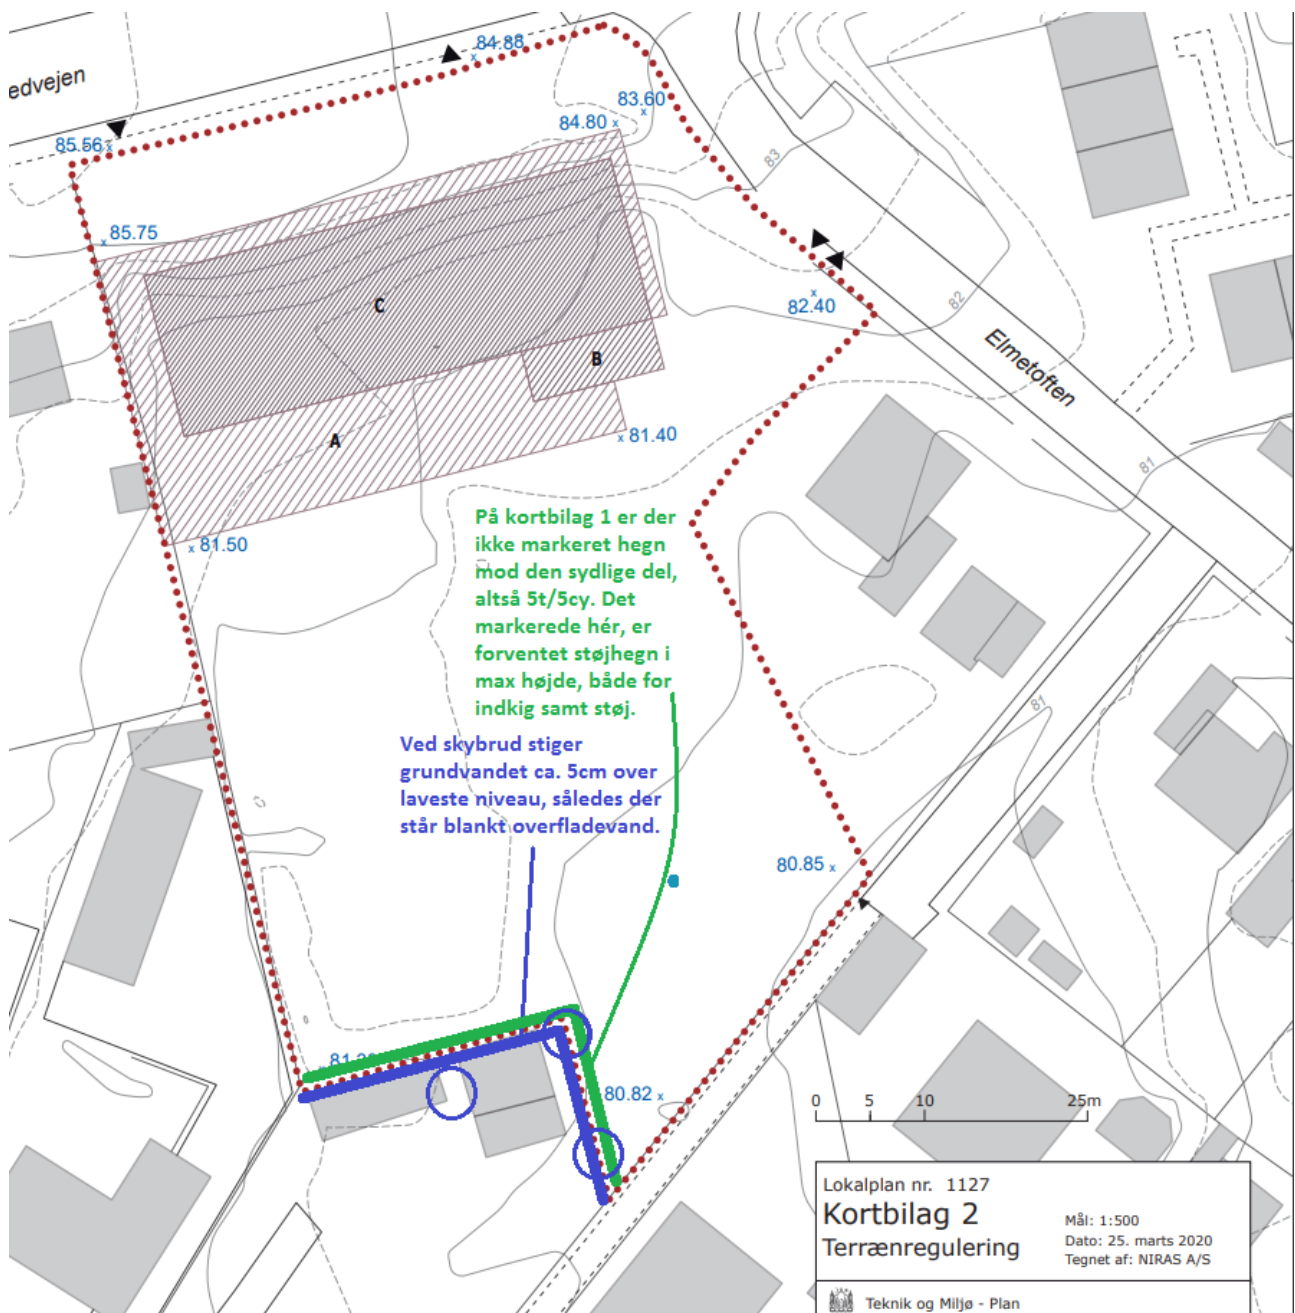 edvejen
84.88
83.60
84.80
85.56
83
85.75
82.40
82
Elmetoften
C
B
A
81.40
81
81.50
På kortbilag 1 er der
ikke markeret hegn
mod den sydlige del,
altså 5t/5cy. Det
markerede hér, er
forventet støjhegn i
max højde, både for
indkig samt støj.
81
Ved skybrud stiger
grundvandet ca. 5cm over
laveste niveau, således der
står blankt overfladevand.
80.85
80.82
0 5 10 25m
Lokalplan nr. 1127
Kortbilag 2
Terrænregulering
Mål: 1:500
Dato: 25. marts 2020
Tegnet af: NIRAS A/S
Teknik og Miljø - Plan